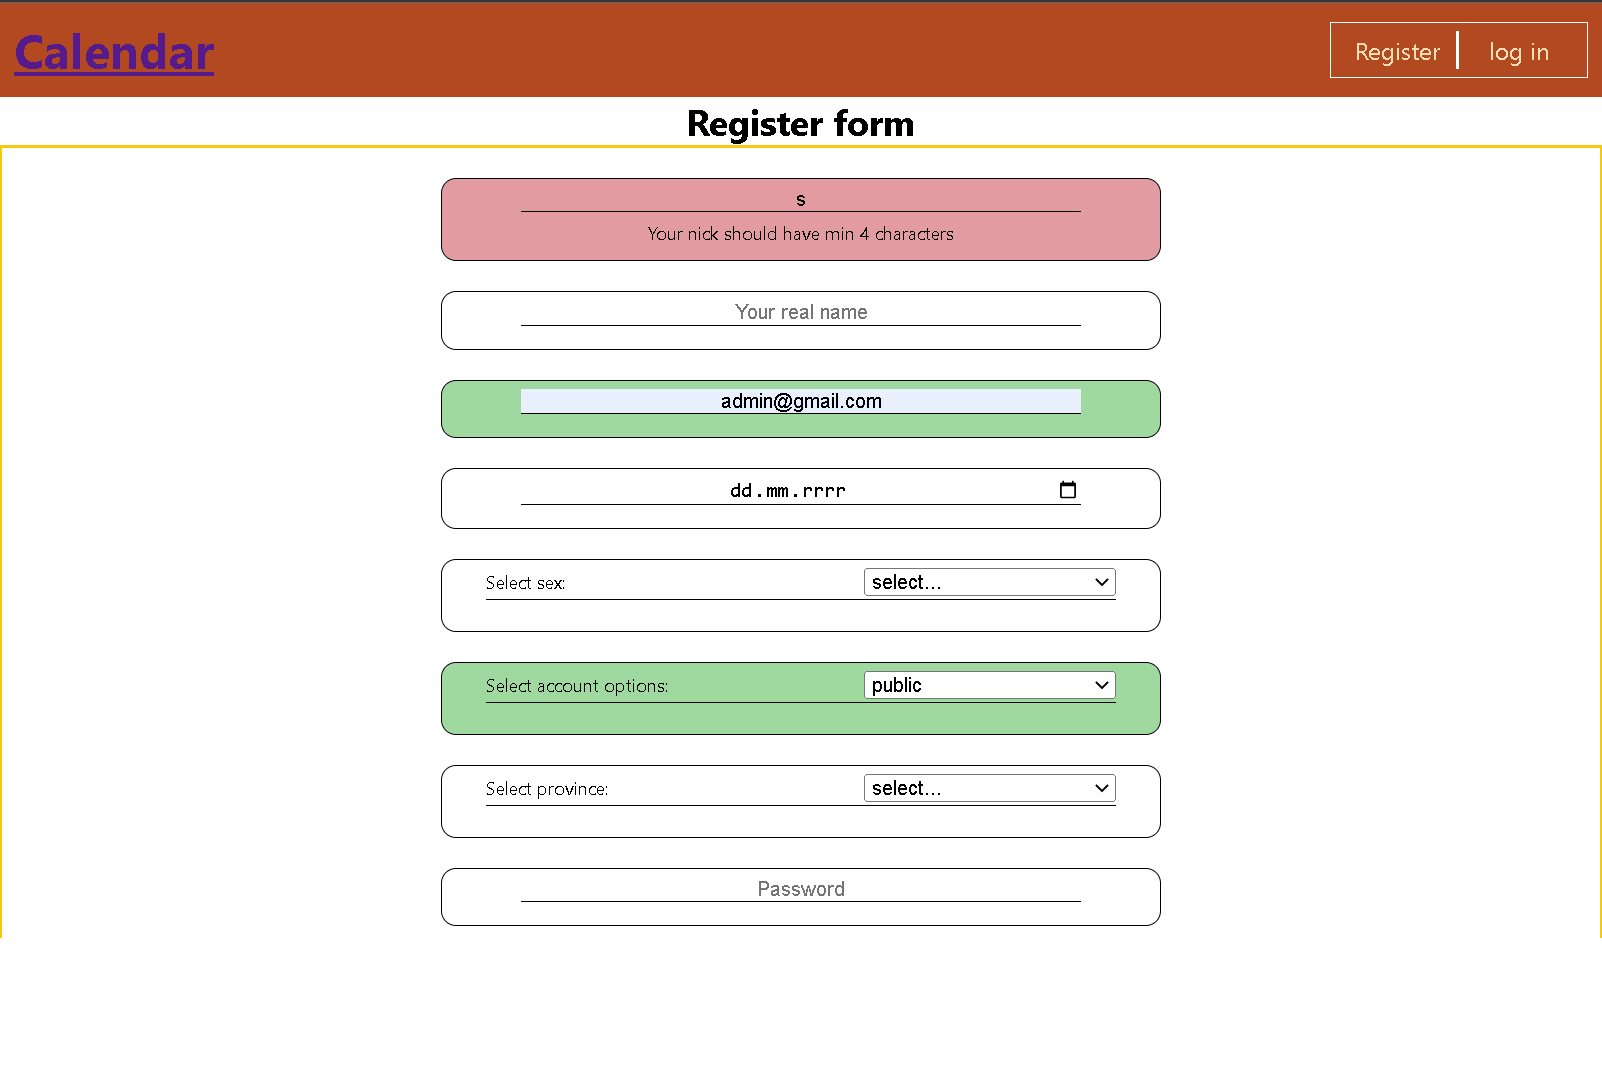 Calendar
Register
log in
Register form
s
Your nick should have min 4 characters
Your real name
admin@gmail.com
dd.mm.rrrr
Select sex:
select...
Select account options:
public
Select province:
select...
Password